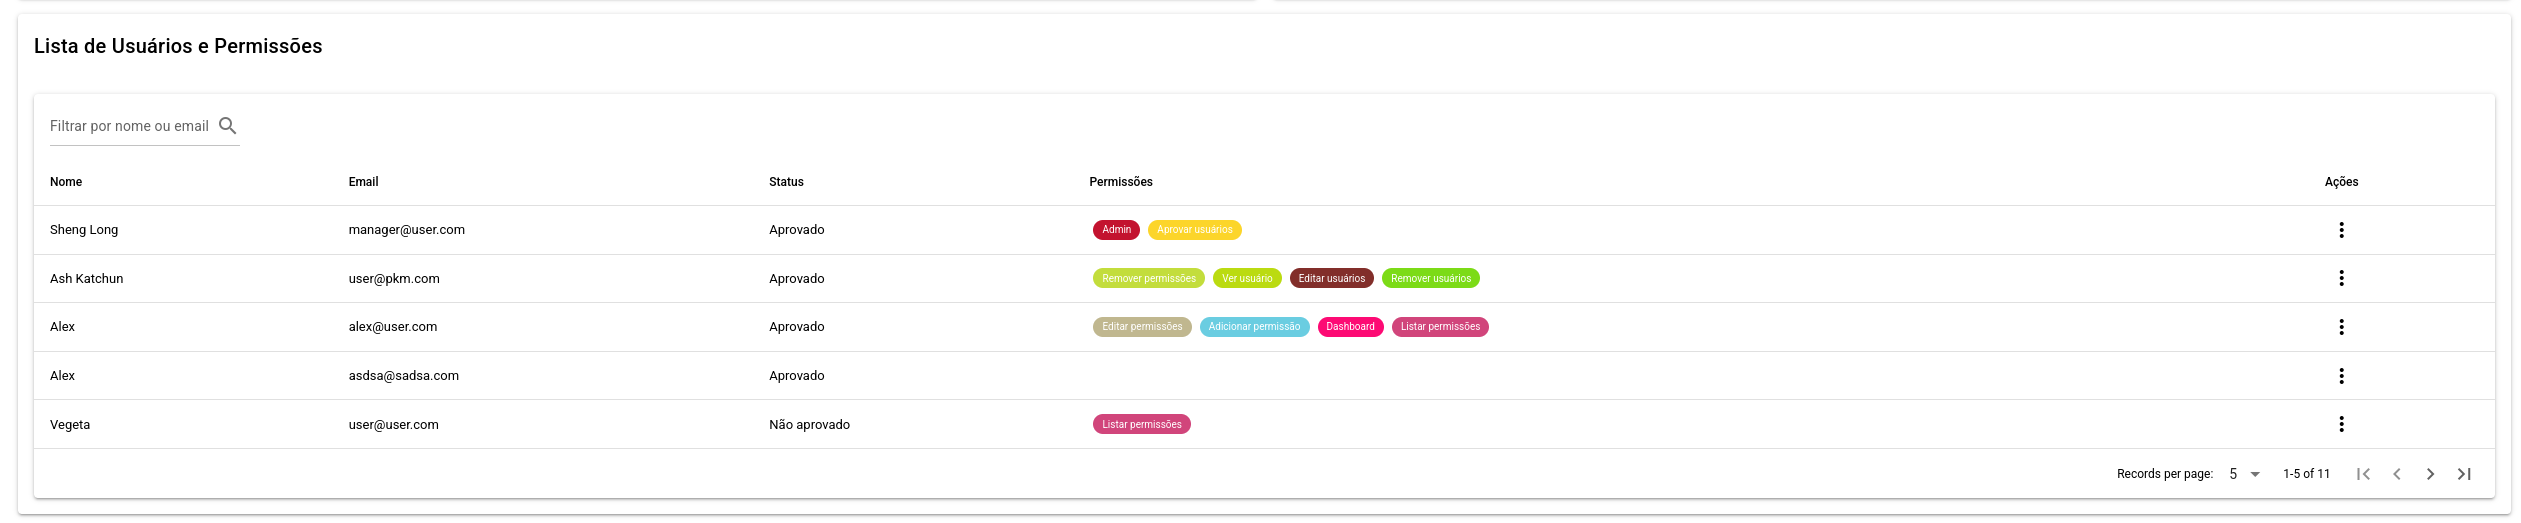 Lista de Usuários e Permissões
Filtrar por nome ou email
Nome Email Status Permissões Ações
Sheng Long manager@user.com Aprovado Admin Aprovar usuários
Ash Katchun user@pkm.com Aprovado Remover permissões Ver usuário Editar usuários Remover usuários
Alex alex@user.com Aprovado Editar permissões Adicionar permissão Dashboard Listar permissões
Alex asdsa@sadsa.com Aprovado
Vegeta user@user.com Não aprovado Listar permissões
Records per page: 5 1-5 of 11